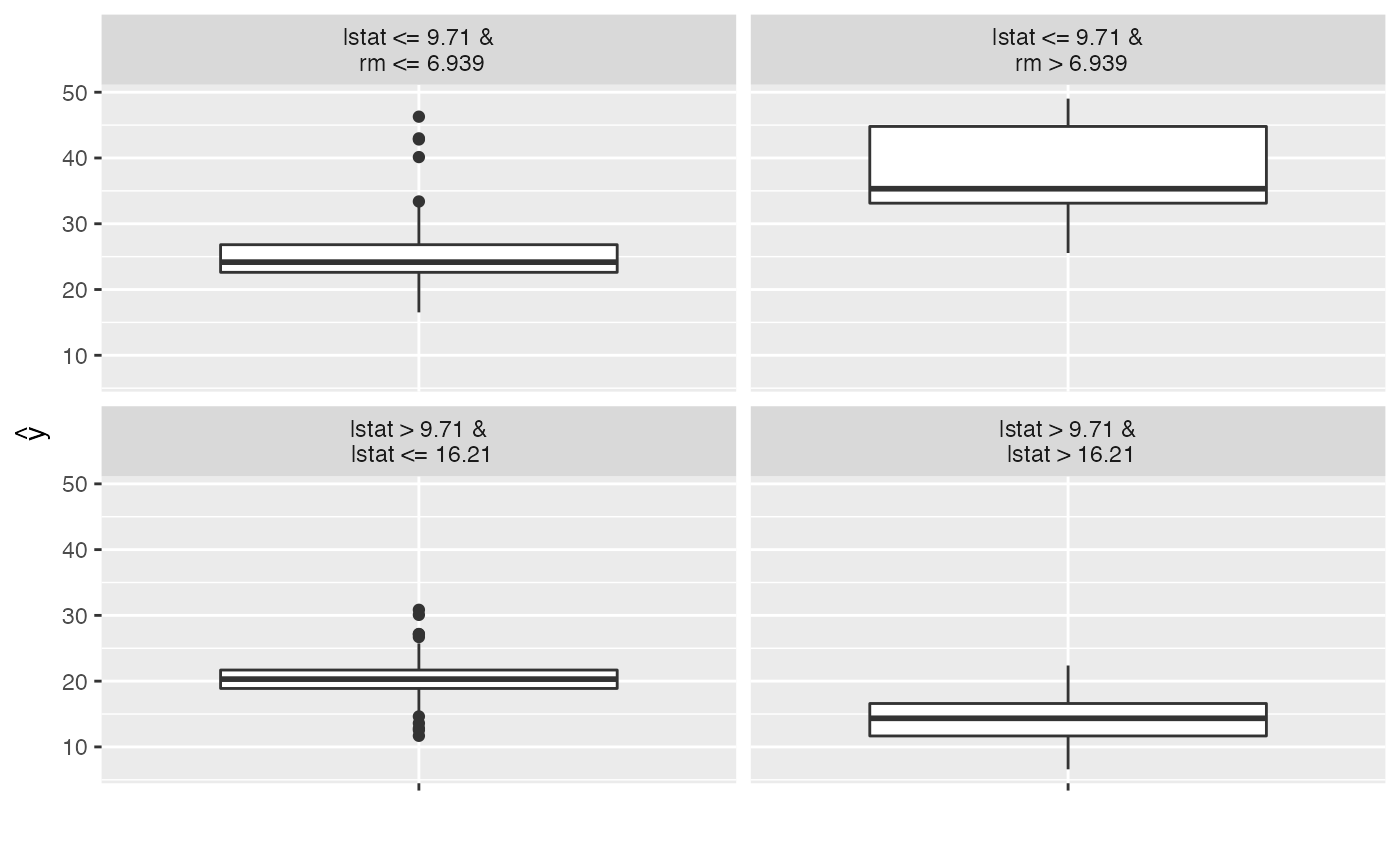 lstat <= 9.71 &
rm <= 6.939
lstat <= 9.71 &
rm > 6.939
50
40
30
20
10
ŷ
lstat > 9.71 &
lstat <= 16.21
lstat > 9.71 &
lstat > 16.21
50
40
30
20
10